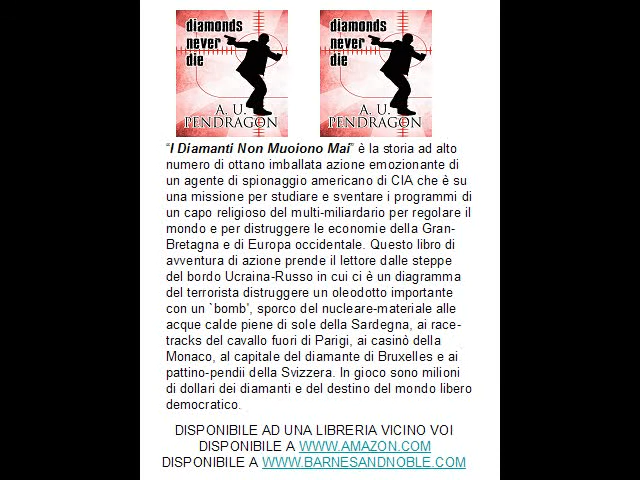 diamonds
never
die
A. U.
PENDRAGON
diamonds
never
die
A. U.
PENDRAGON
“I Diamanti Non Muoiono Mai” è la storia ad alto
numero di ottano imballata azione emozionante di
un agente di spionaggio americano di CIA che è su
una missione per studiare e sventare i programmi di
un capo religioso del multi-miliardario per regolare il
mondo e per distruggere le economie della Gran-
Bretagna e di Europa occidentale. Questo libro di
avventura di azione prende il lettore dalle steppe
del bordo Ucraina-Russo in cui ci è un diagramma
del terrorista distruggere un oleodotto importante
con un `bomb’, sporco del nucleare-materiale alle
acque calde piene di sole della Sardegna, ai race-
tracks del cavallo fuori di Parigi, ai casinò della
Monaco, al capitale del diamante di Bruxelles e ai
pattino-pendii della Svizzera. In gioco sono milioni
di dollari dei diamanti e del destino del mondo libero
democratico.
DISPONIBILE AD UNA LIBRERIA VICINO VOI
DISPONIBILE A WWW.AMAZON.COM
DISPONIBILE A WWW.BARNESANDNOBLE.COM